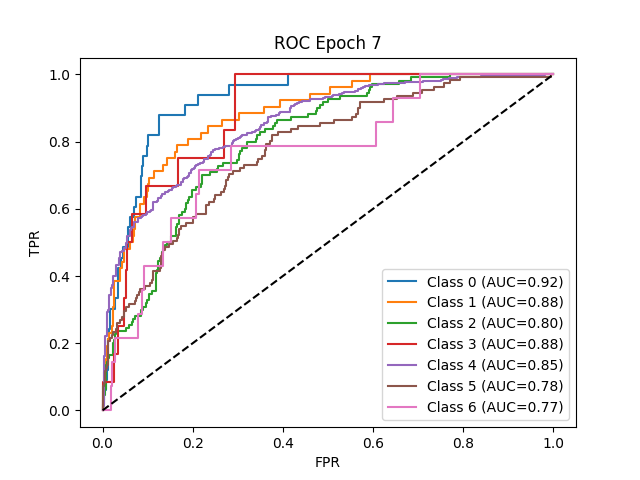 ROC Epoch 7
TPR
1.0
0.8
0.6
0.4
0.2
0.0
Class 0 (AUC=0.92)
Class 1 (AUC=0.88)
Class 2 (AUC=0.80)
Class 3 (AUC=0.88)
Class 4 (AUC=0.85)
Class 5 (AUC=0.78)
Class 6 (AUC=0.77)
0.0 0.2 0.4 0.6 0.8 1.0
FPR